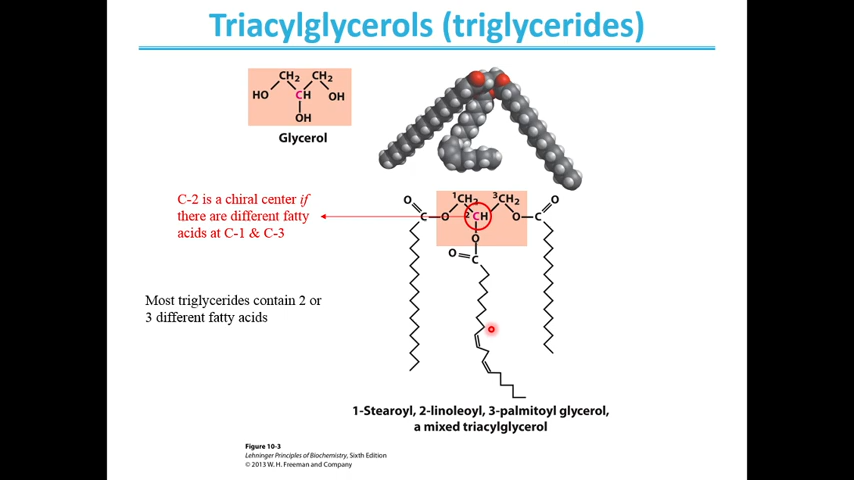 Triacylglycerols (triglycerides)
CH2 CH2
HO CH OH
OH
Glycerol
C-2 is a chiral center if
there are different fatty
acids at C-1 & C-3
O 1CH2 3CH2 O
C O 2CH O C
O
O C
Most triglycerides contain 2 or
3 different fatty acids
1-Stearoyl, 2-linoleoyl, 3-palmitoyl glycerol,
a mixed triacylglycerol
Figure 10-3
Lehninger Principles of Biochemistry, Sixth Edition
© 2013 W. H. Freeman and Company